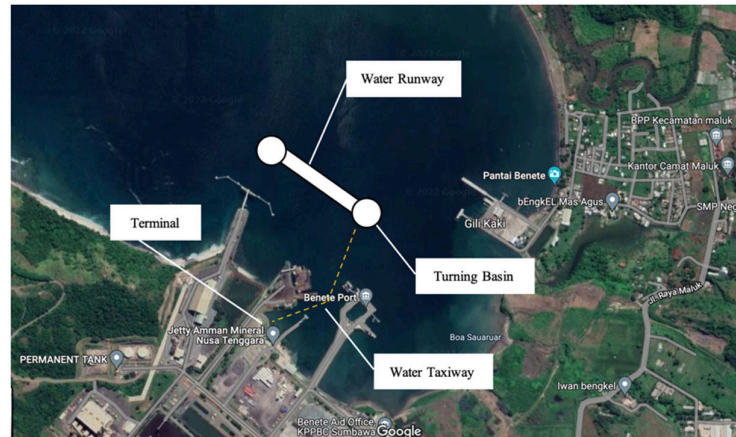 Water Runway
BPP Kecamatan maluk
Kantor Camat Maluk
Pantai Benete
bEngkEL Mas Agus
SMP Neg
Gili Kaki
Terminal
Turning Basin
Benete Port
Jl. Raya Maluk
Jetty Amman Mineral
Nusa Tenggara
Boa Sauaruar
PERMANENT TANK
Water Taxiway
Iwan bengkel
Benete Aid Office,
KPPBC Sumbawa
Google